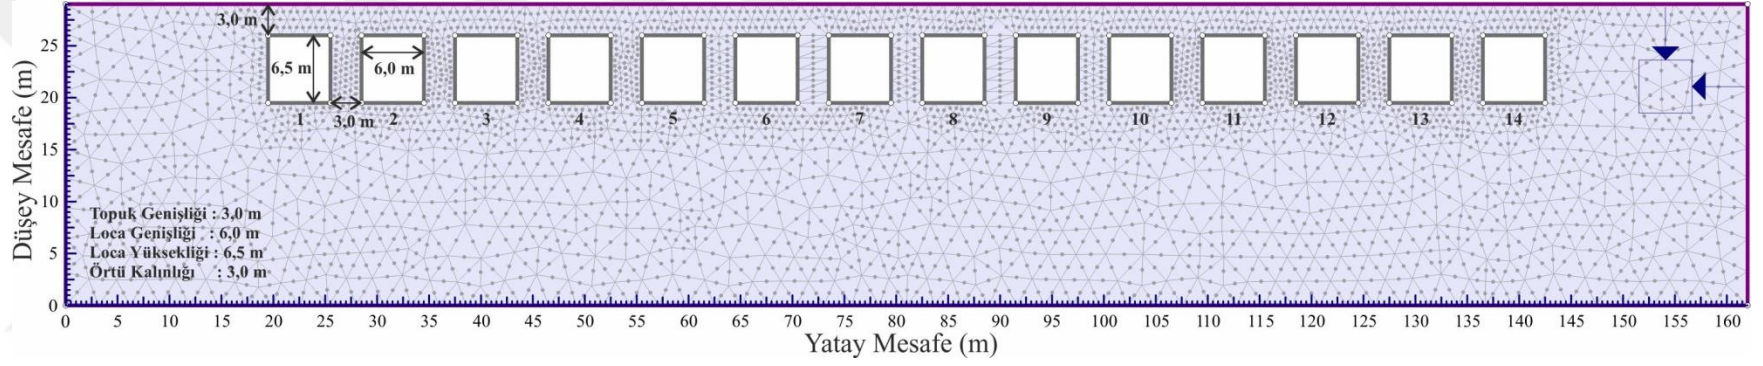 3,0 m
25
6,5 m
6,0 m
20
3,0 m
1 2 3 4 5 6 7 8 9 10 11 12 13 14
15
10
5
0
Düşey Mesafe (m)
Topuk Genişliği : 3,0 m
Loca Genişliği : 6,0 m
Loca Yüksekliği : 6,5 m
Örtü Kalınlığı : 3,0 m
0 5 10 15 20 25 30 35 40 45 50 55 60 65 70 75 80 85 90 95 100 105 110 115 120 125 130 135 140 145 150 155 160
Yatay Mesafe (m)